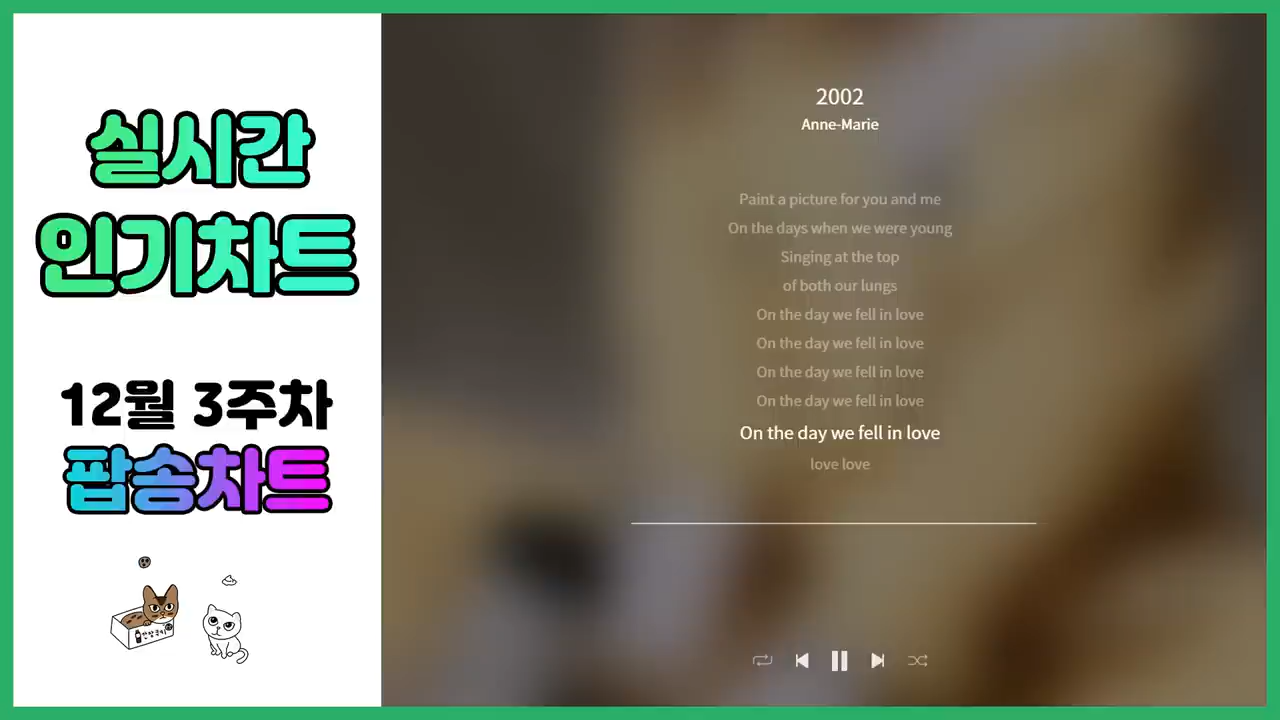 실시간
인기차트
12월 3주차
팝송차트
2002
Anne-Marie
Paint a picture for you and me
On the days when we were young
Singing at the top
of both our lungs
On the day we fell in love
On the day we fell in love
On the day we fell in love
On the day we fell in love
On the day we fell in love
love love